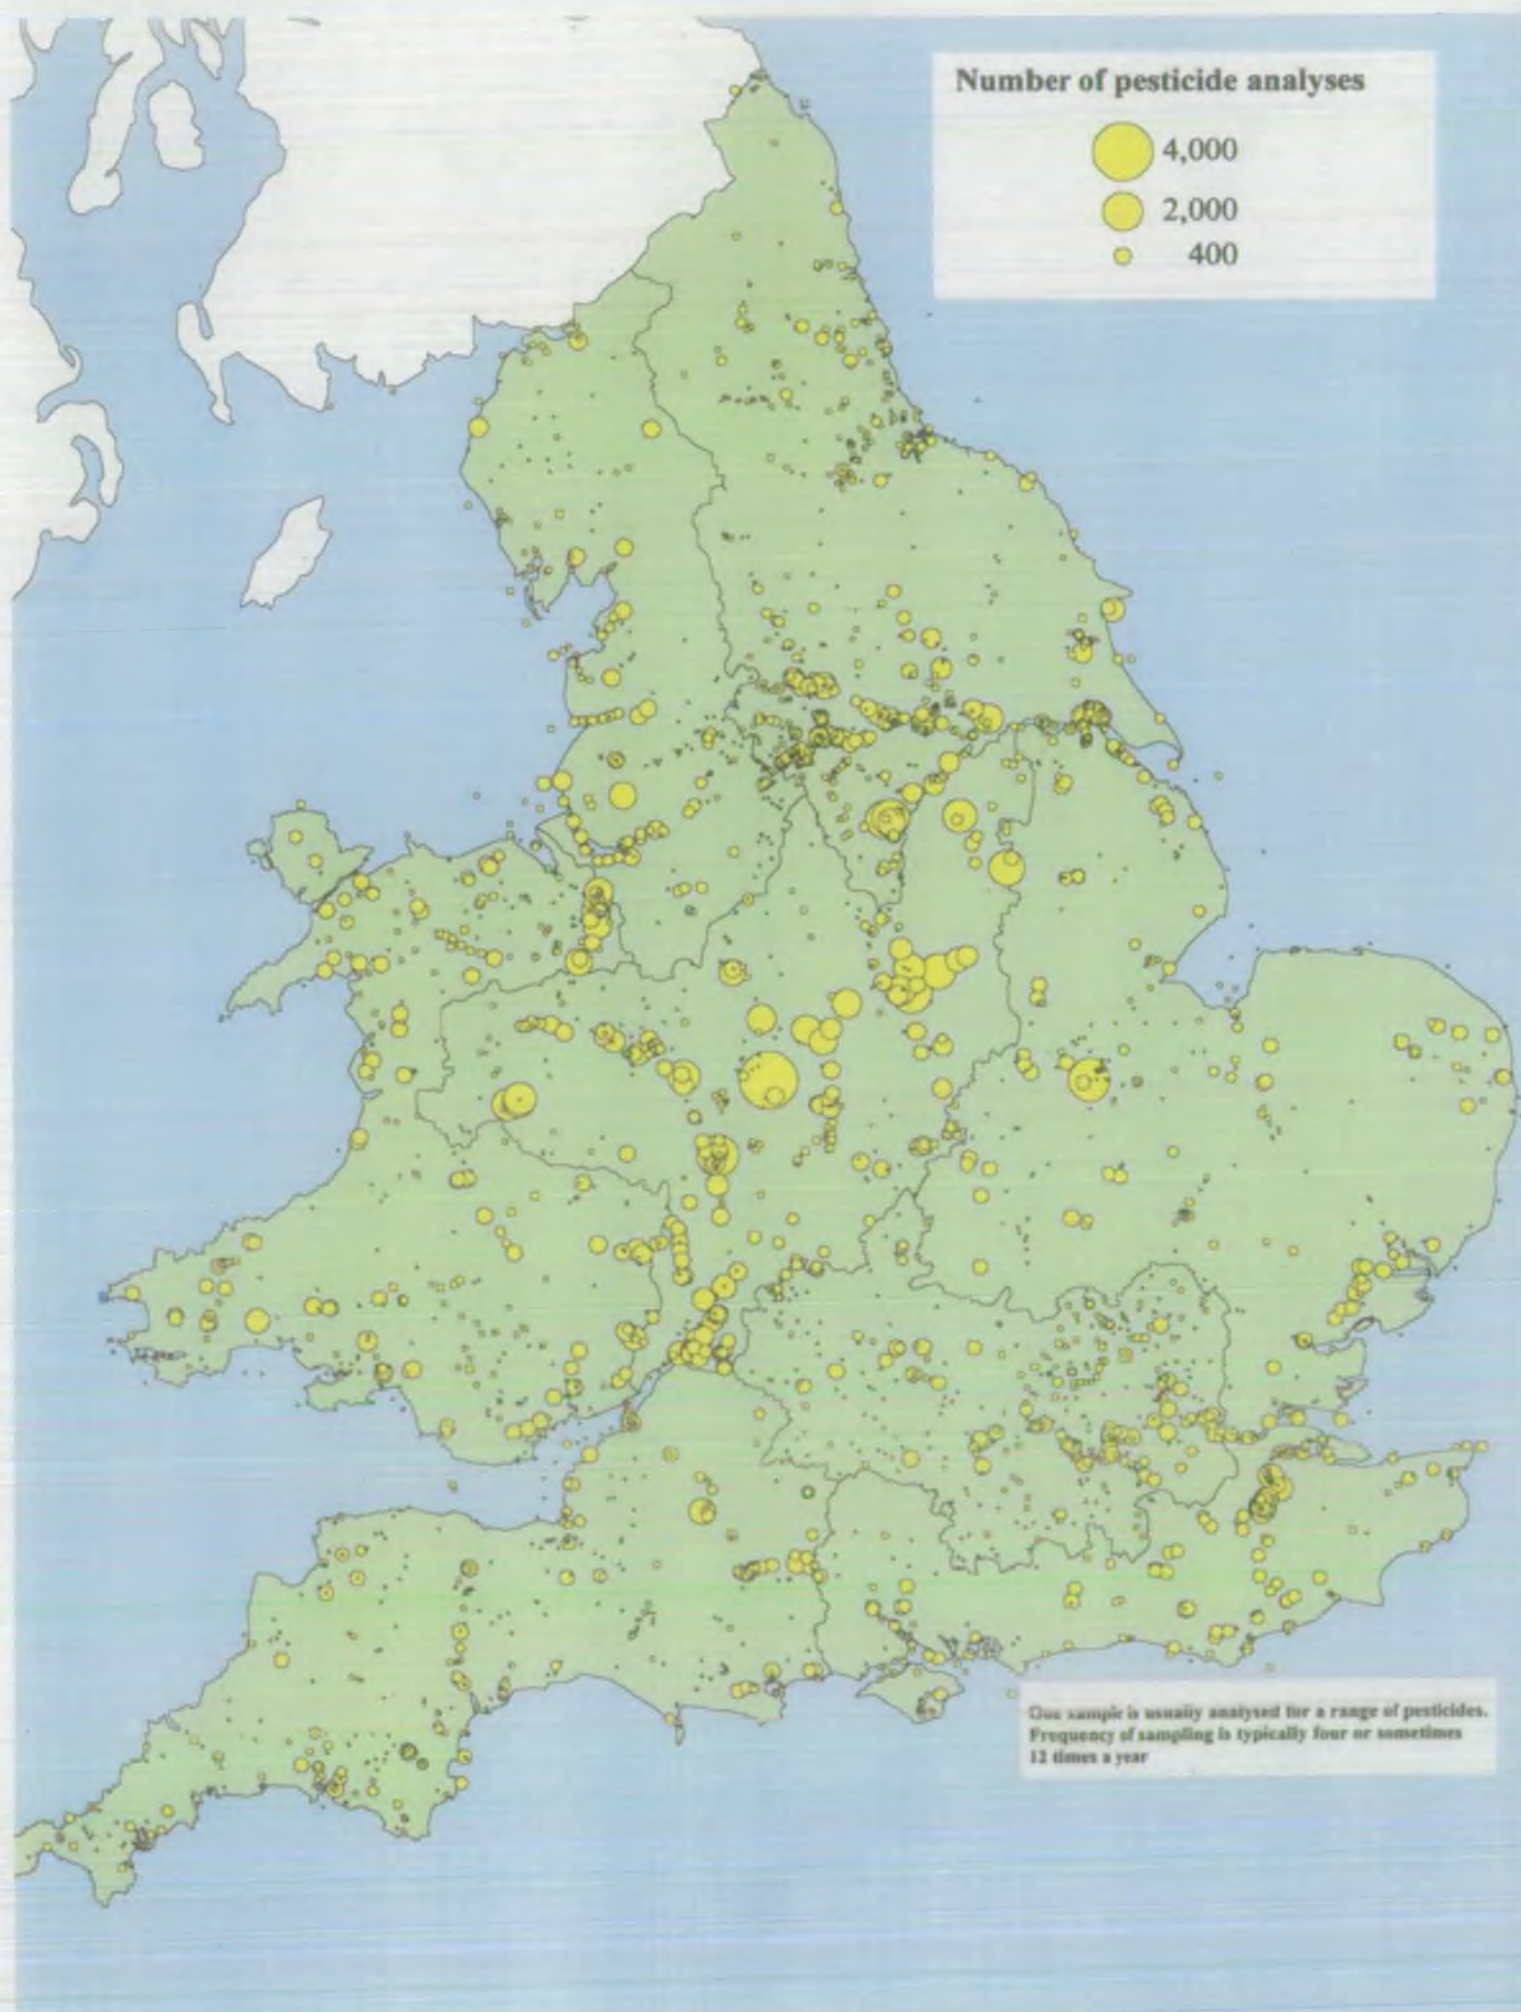 Number of pesticide analyses
4,000
2,000
400
One sample is usually analysed for a range of pesticides.
Frequency of sampling is typically four or sometimes
12 times a year